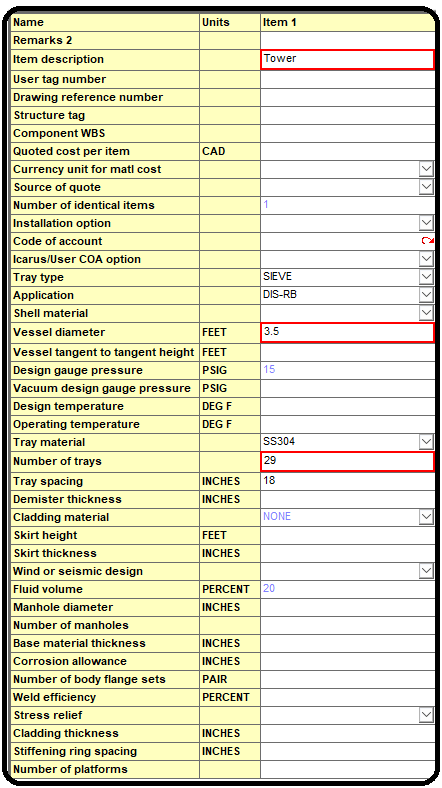 Name Units Item 1
Remarks 2
Item description Tower
User tag number
Drawing reference number
Structure tag
Component WBS
Quoted cost per item CAD
Currency unit for matl cost
Source of quote
Number of identical items 1
Installation option
Code of account
Icarus/User COA option
Tray type SIEVE
Application DIS-RB
Shell material
Vessel diameter FEET 3.5
Vessel tangent to tangent height FEET
Design gauge pressure PSIG 15
Vacuum design gauge pressure PSIG
Design temperature DEG F
Operating temperature DEG F
Tray material SS304
Number of trays 29
Tray spacing INCHES 18
Demister thickness INCHES
Cladding material NONE
Skirt height FEET
Skirt thickness INCHES
Wind or seismic design
Fluid volume PERCENT 20
Manhole diameter INCHES
Number of manholes
Base material thickness INCHES
Corrosion allowance INCHES
Number of body flange sets PAIR
Weld efficiency PERCENT
Stress relief
Cladding thickness INCHES
Stiffening ring spacing INCHES
Number of platforms